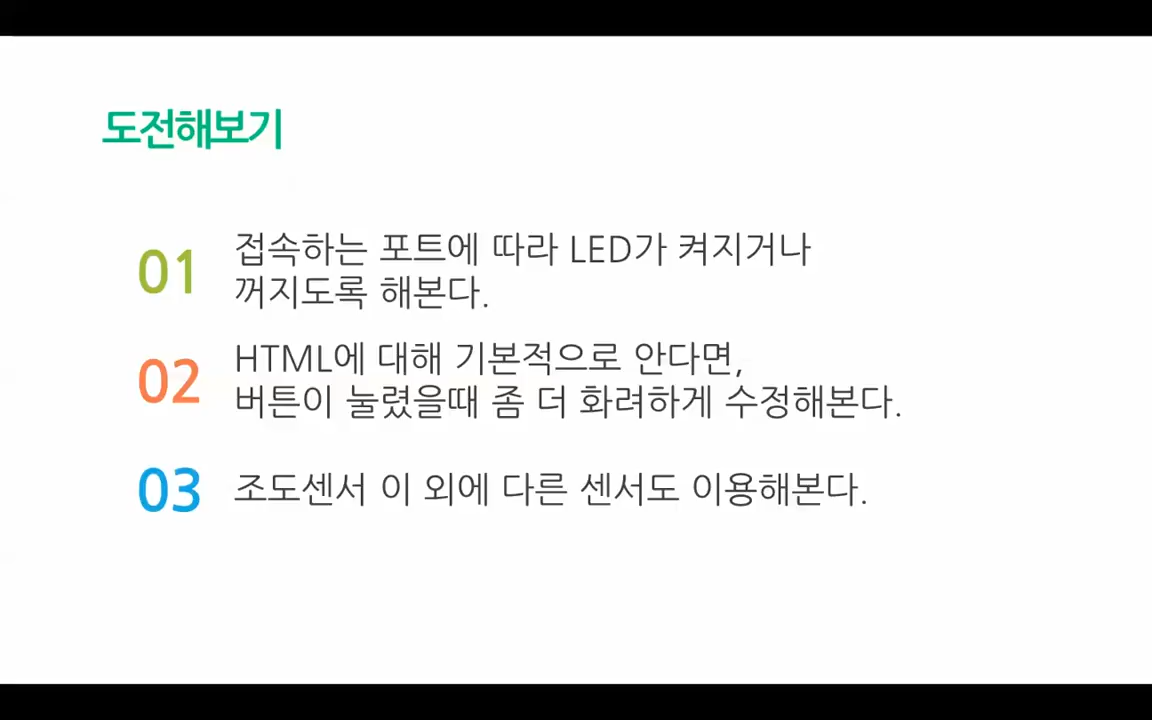 도전해보기
01 접속하는 포트에 따라 LED가 켜지거나
꺼지도록 해본다.
02 HTML에 대해 기본적으로 안다면,
버튼이 눌렸을때 좀 더 화려하게 수정해본다.
03 조도센서 이 외에 다른 센서도 이용해본다.